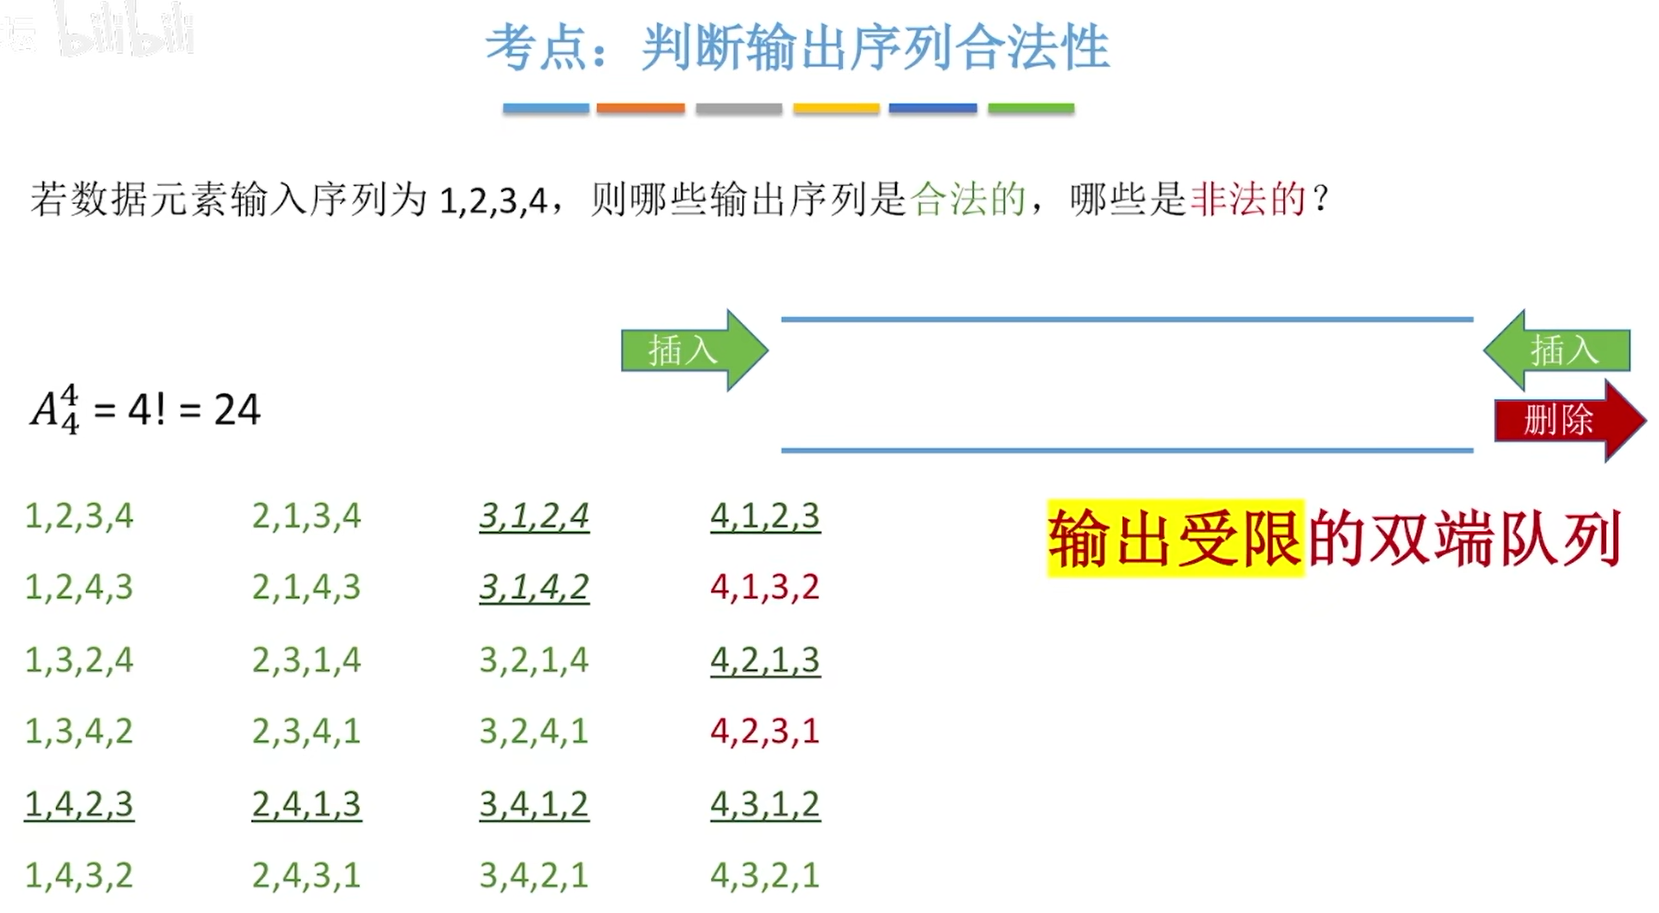 bilibili
考点：判断输出序列合法性
若数据元素输入序列为 1,2,3,4，则哪些输出序列是合法的，哪些是非法的？
插入 插入
删除
A₄⁴ = 4! = 24
输出受限的双端队列
1,2,3,4 2,1,3,4 3,1,2,4 4,1,2,3
1,2,4,3 2,1,4,3 3,1,4,2 4,1,3,2
1,3,2,4 2,3,1,4 3,2,1,4 4,2,1,3
1,3,4,2 2,3,4,1 3,2,4,1 4,2,3,1
1,4,2,3 2,4,1,3 3,4,1,2 4,3,1,2
1,4,3,2 2,4,3,1 3,4,2,1 4,3,2,1